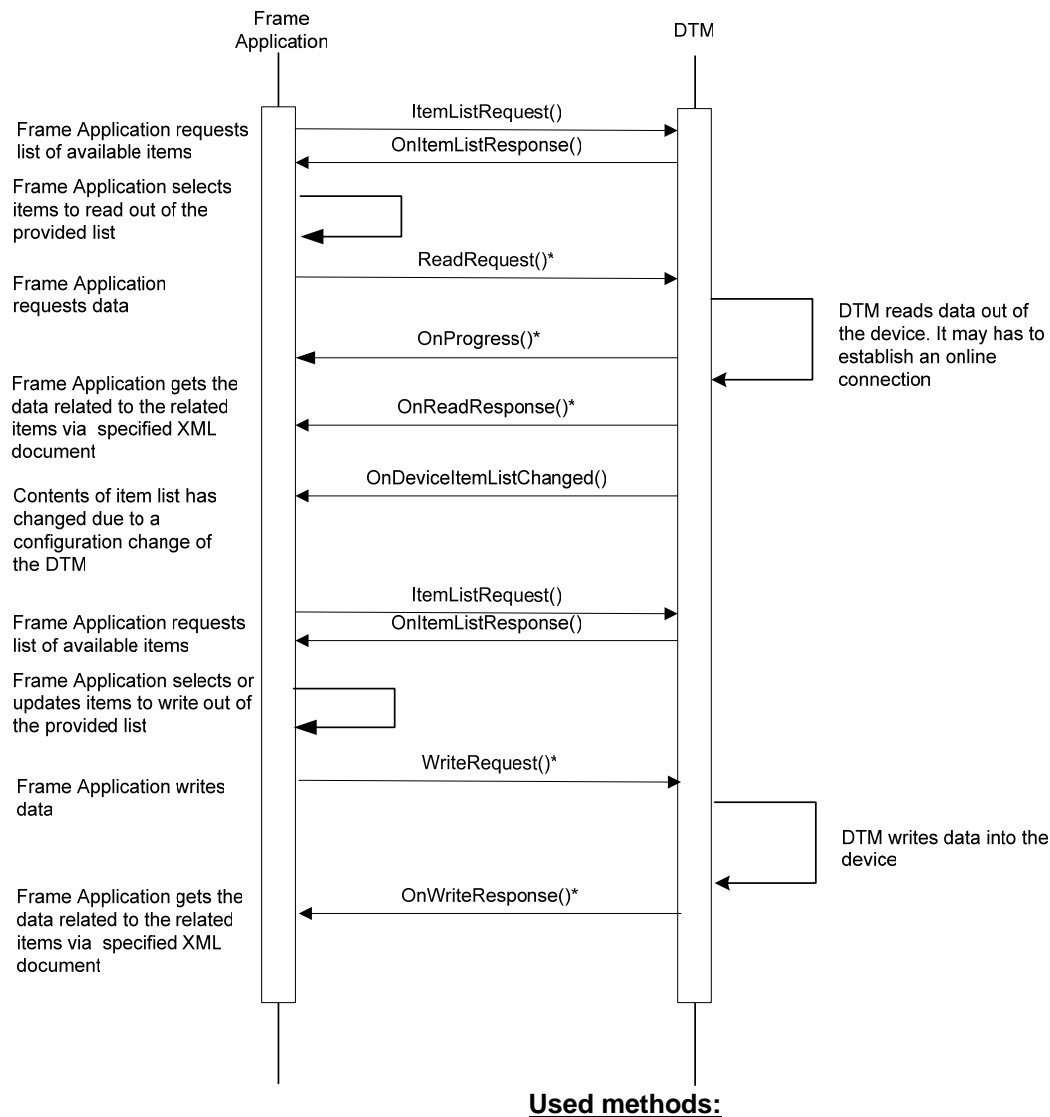 Frame
Application
DTM
ItemListRequest()
Frame Application requests
list of available items
OnItemListResponse()
Frame Application selects
items to read out of the
provided list
ReadRequest()*
Frame Application
requests data
DTM reads data out of
the device. It may has to
establish an online
connection
OnProgress()*
Frame Application gets the
data related to the related
items via specified XML
document
OnReadResponse()*
OnDeviceItemListChanged()
Contents of item list has
changed due to a
configuration change of
the DTM
ItemListRequest()
Frame Application requests
list of available items
OnItemListResponse()
Frame Application selects or
updates items to write out of
the provided list
WriteRequest()*
Frame Application writes
data
DTM writes data into the
device
OnWriteResponse()*
Frame Application gets the
data related to the related
items via specified XML
document
Used methods: